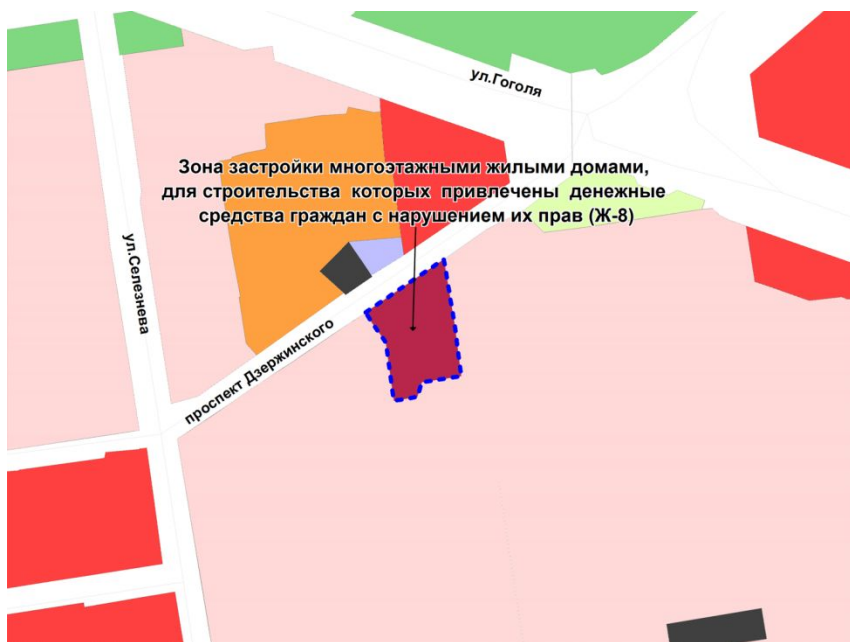 ул.Гоголя
Зона застройки многоэтажными жилыми домами,
для строительства которых привлечены денежные
средства граждан с нарушением их прав (Ж-8)
ул.Селезнева
проспект Дзержинского